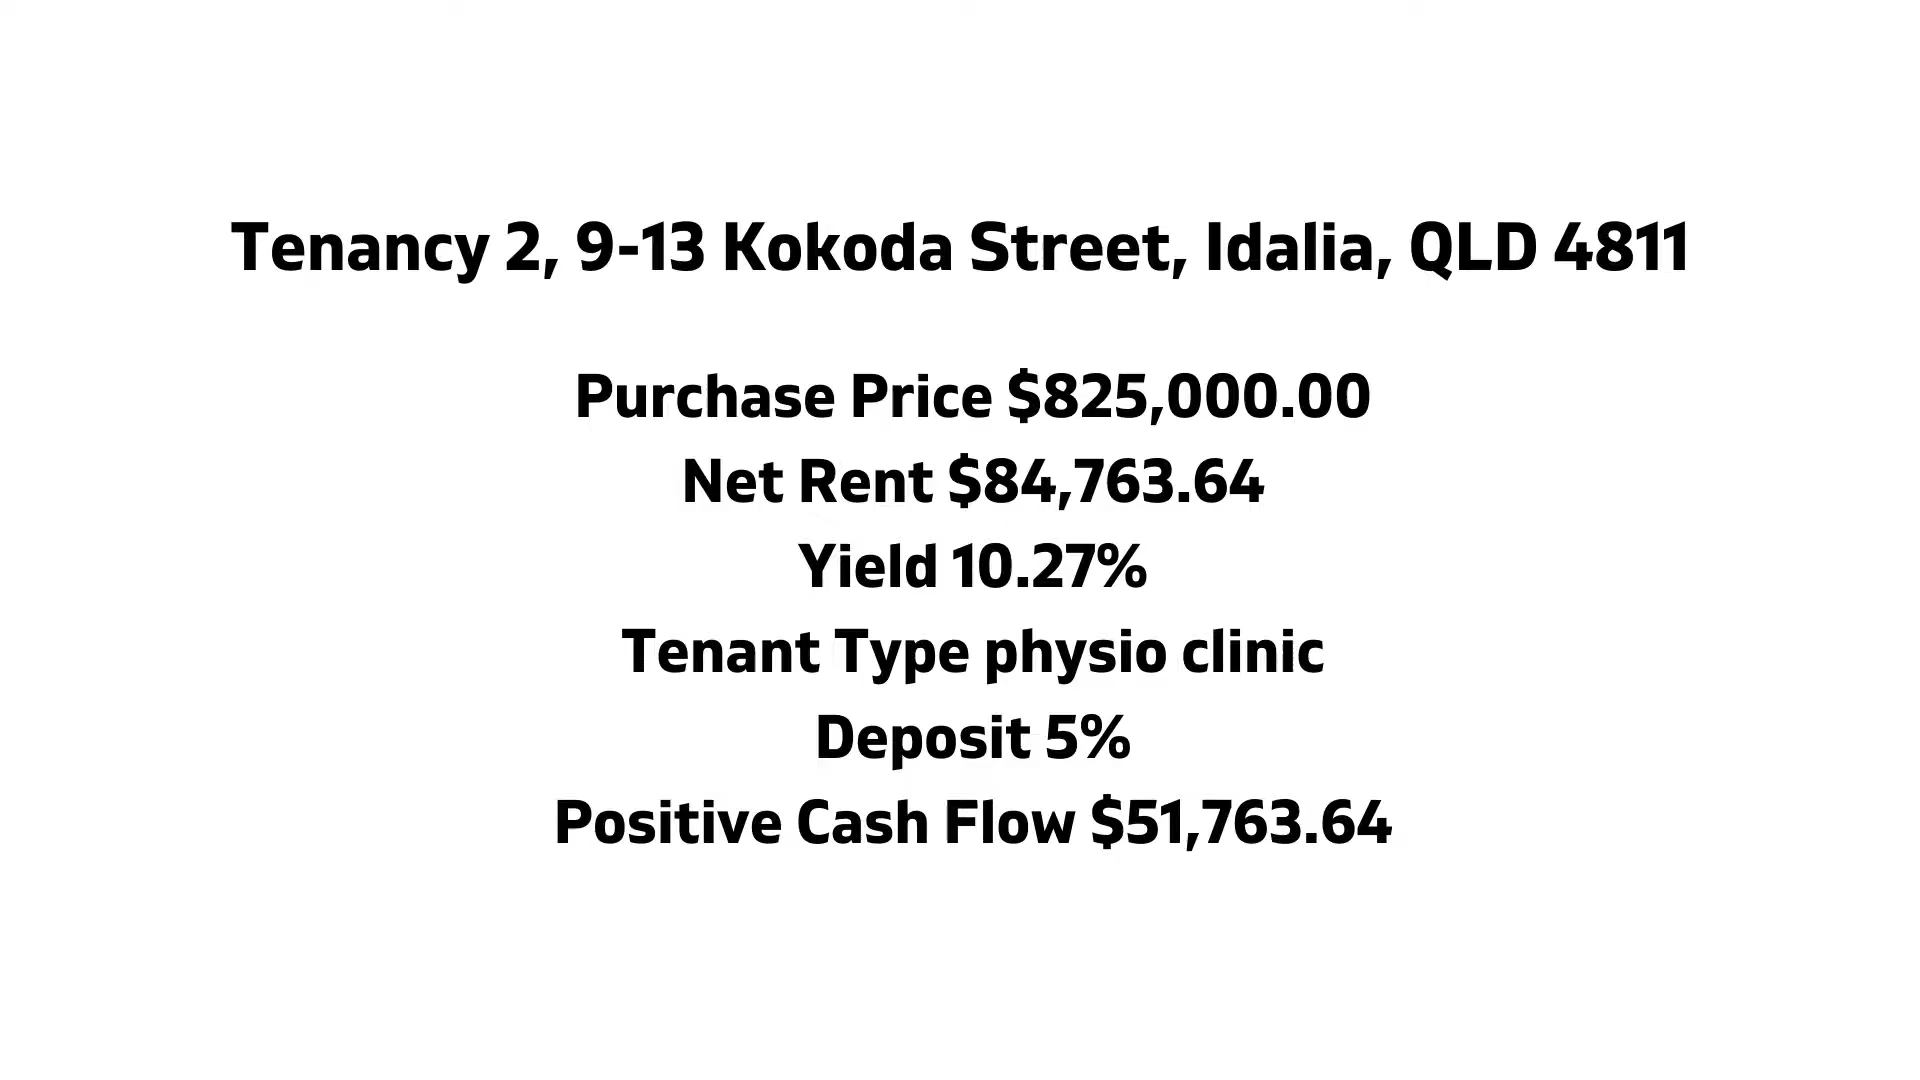 Tenancy 2, 9-13 Kokoda Street, Idalia, QLD 4811
Purchase Price $825,000.00
Net Rent $84,763.64
Yield 10.27%
Tenant Type physio clinic
Deposit 5%
Positive Cash Flow $51,763.64